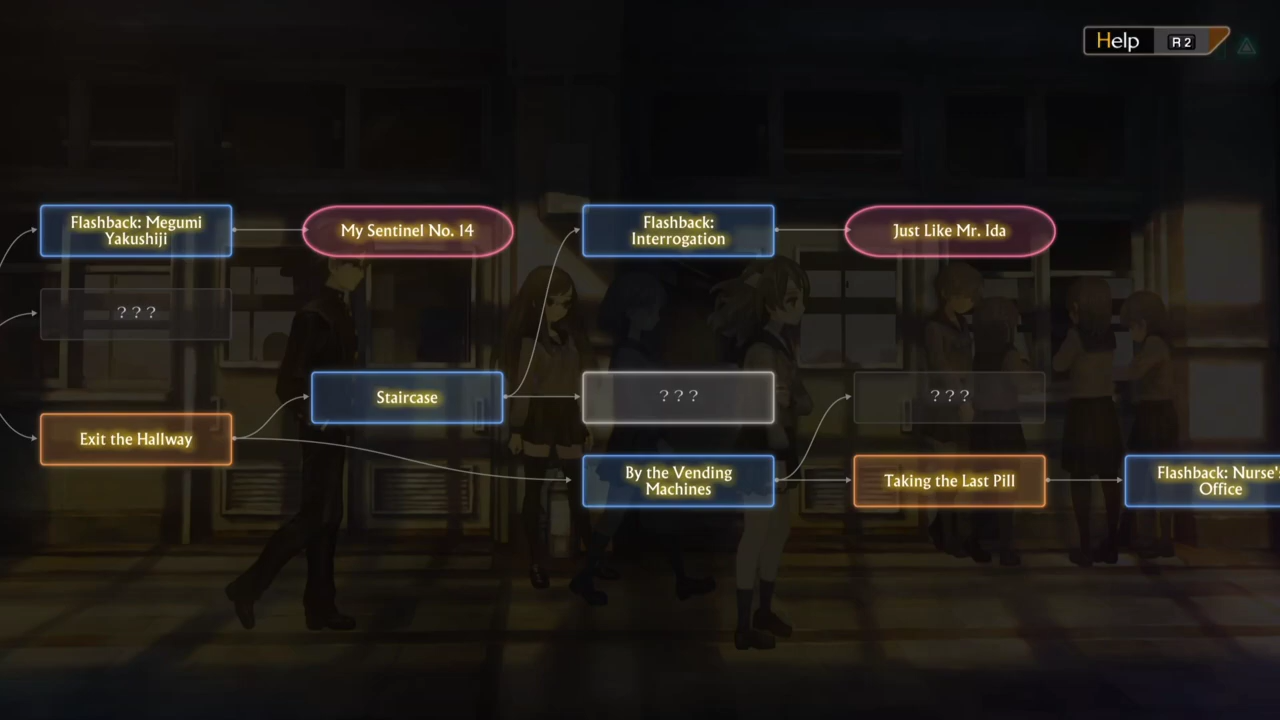 Help R2
Flashback: Megumi
Yakushiji
My Sentinel No. 14
Flashback:
Interrogation
Just Like Mr. Ida
???
Staircase
???
???
Exit the Hallway
By the Vending
Machines
Taking the Last Pill
Flashback: Nurse's
Office